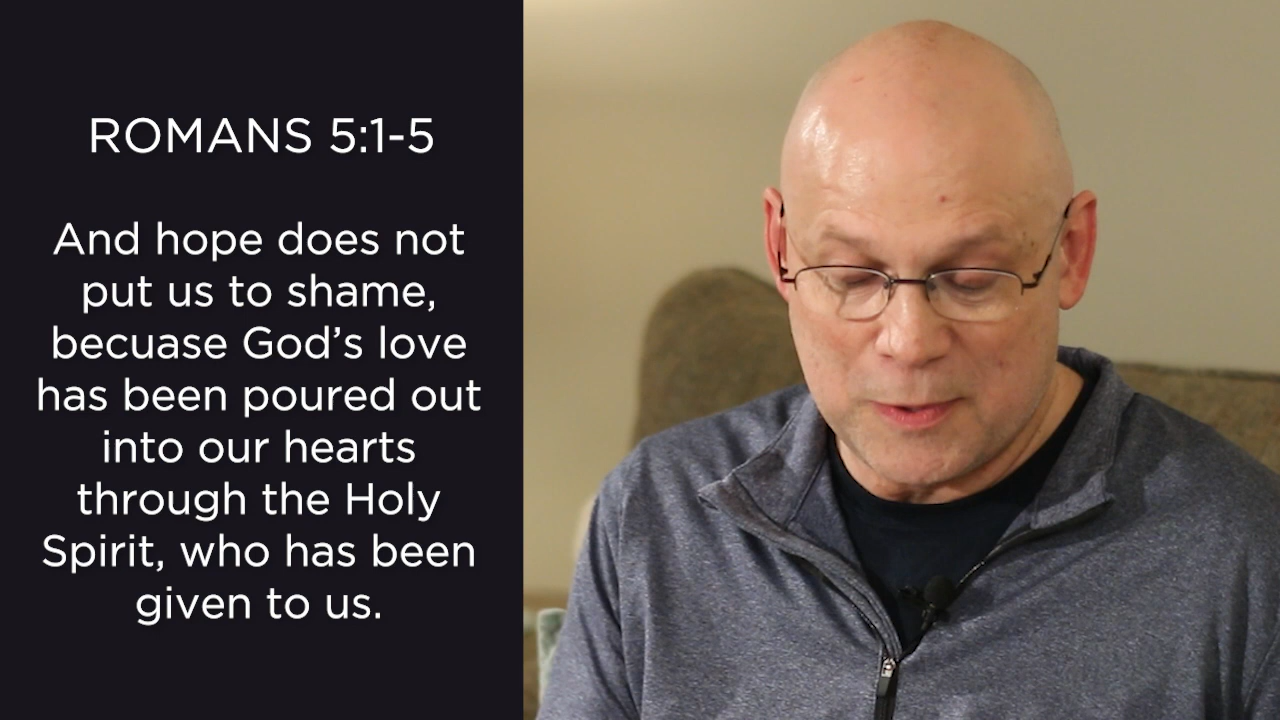 ROMANS 5:1-5
And hope does not
put us to shame,
becuase God’s love
has been poured out
into our hearts
through the Holy
Spirit, who has been
given to us.